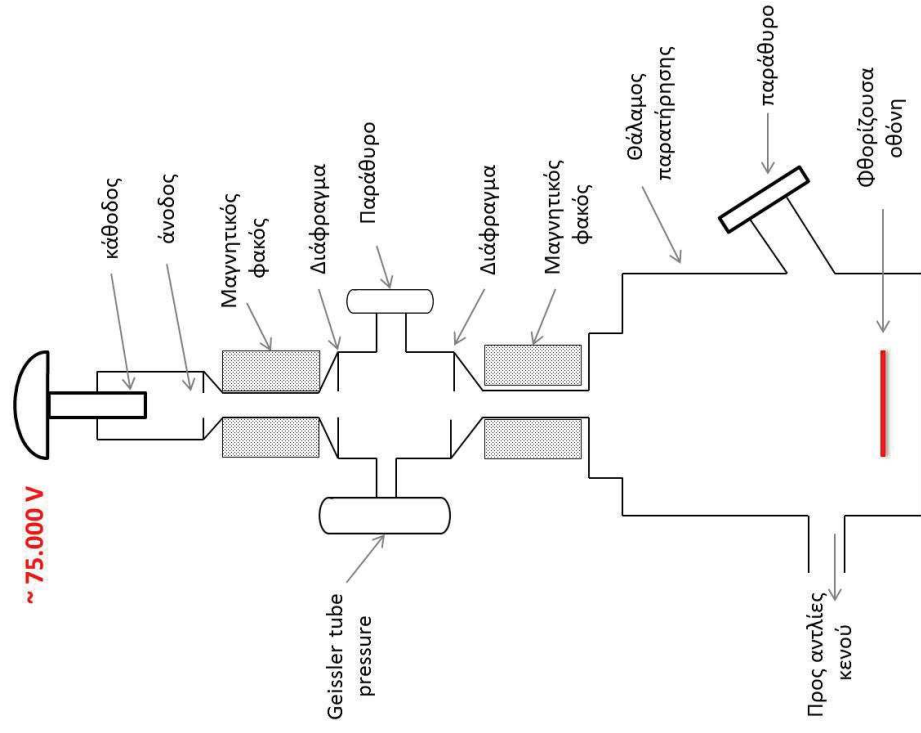 ~ 75.000 V
κάθοδος
άνοδος
Μαγνητικός
φακός
Διάφραγμα
Παράθυρο
Geissler tube
pressure
Διάφραγμα
Μαγνητικός
φακός
Θάλαμος
παρατήρησης
παράθυρο
Προς αντλίες
κενού
Φθορίζουσα
οθόνη